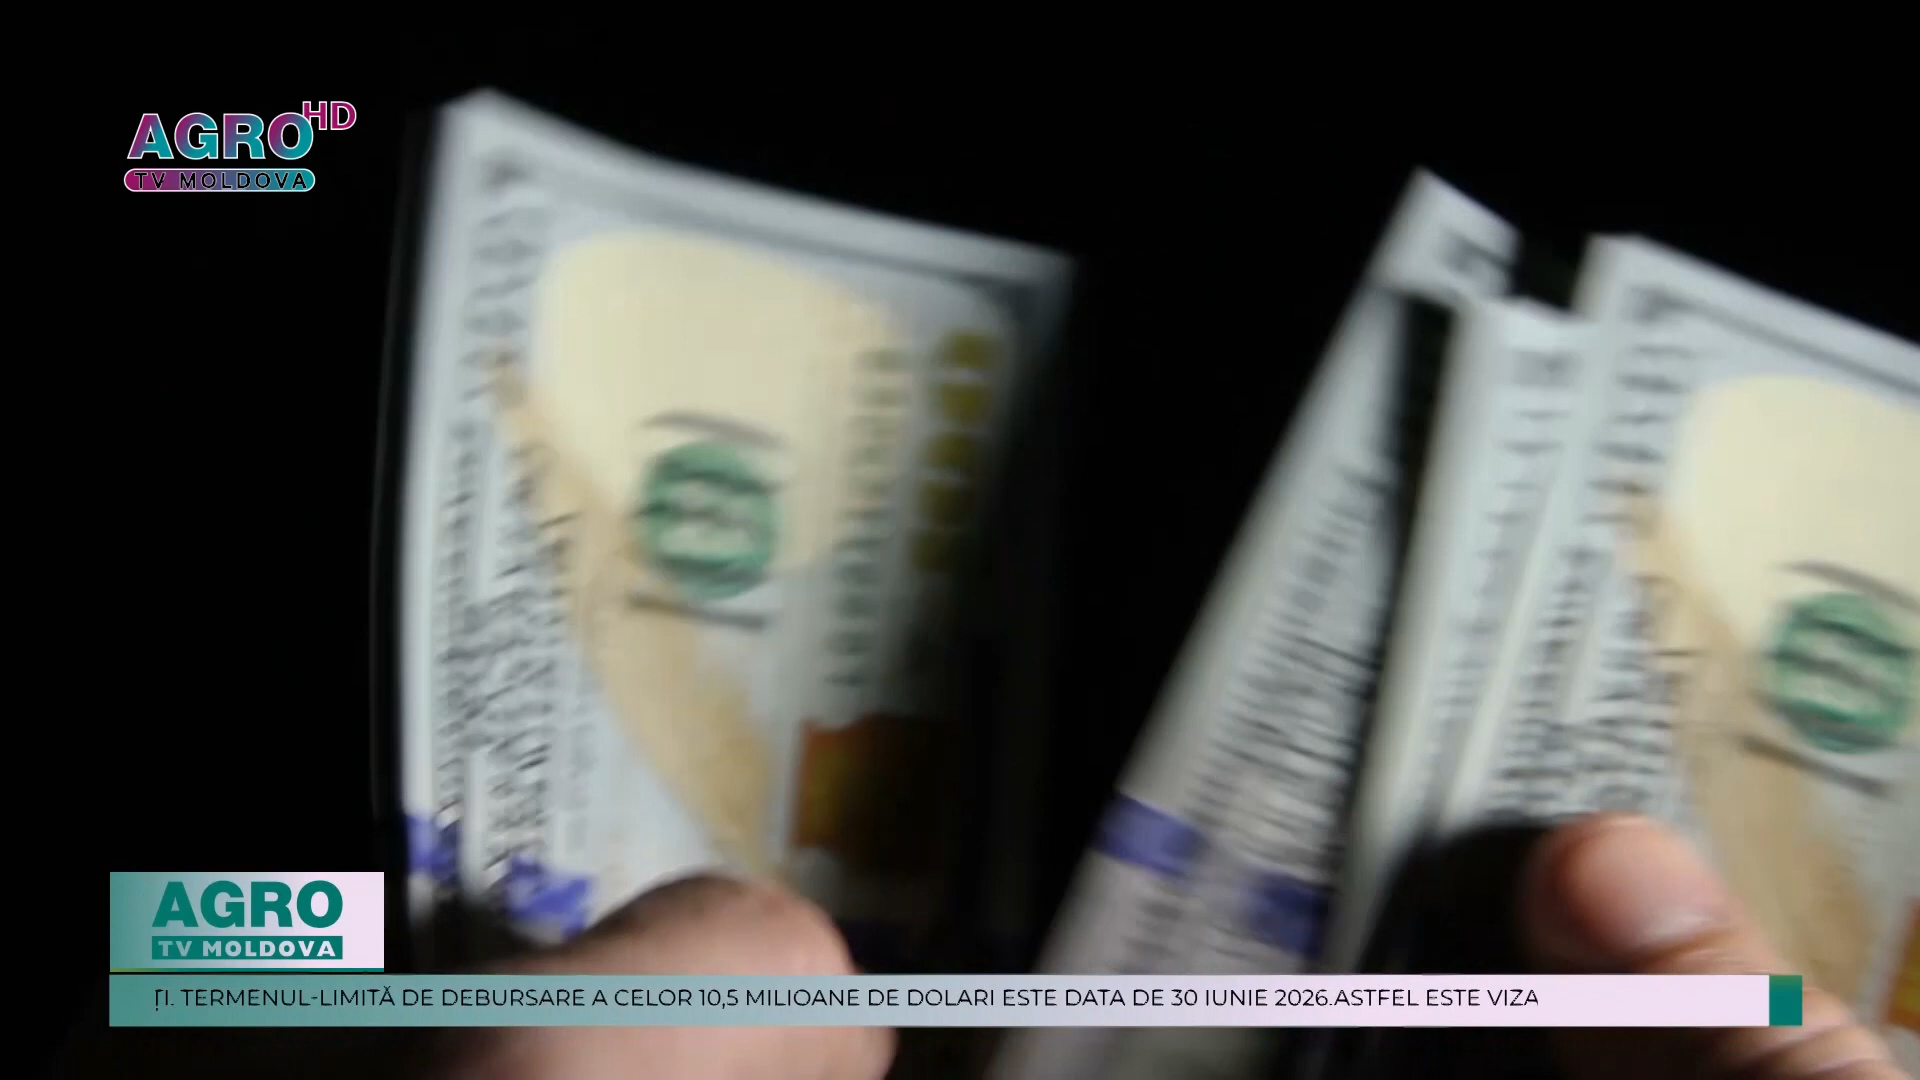 AGRO HD
TV MOLDOVA
AGRO
TV MOLDOVA
ȚI. TERMENUL-LIMITĂ DE DEBURSARE A CELOR 10,5 MILIOANE DE DOLARI ESTE DATA DE 30 IUNIE 2026.ASTFEL ESTE VIZA